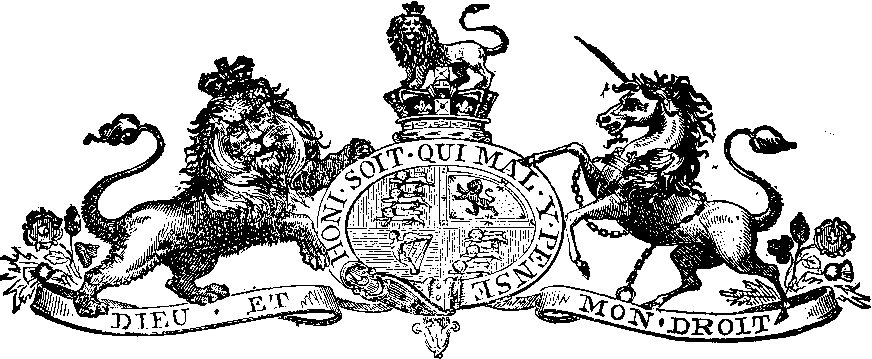 HONI · SOIT · QUI MAL · Y · PENSE
DIEU · ET
MON · DROIT